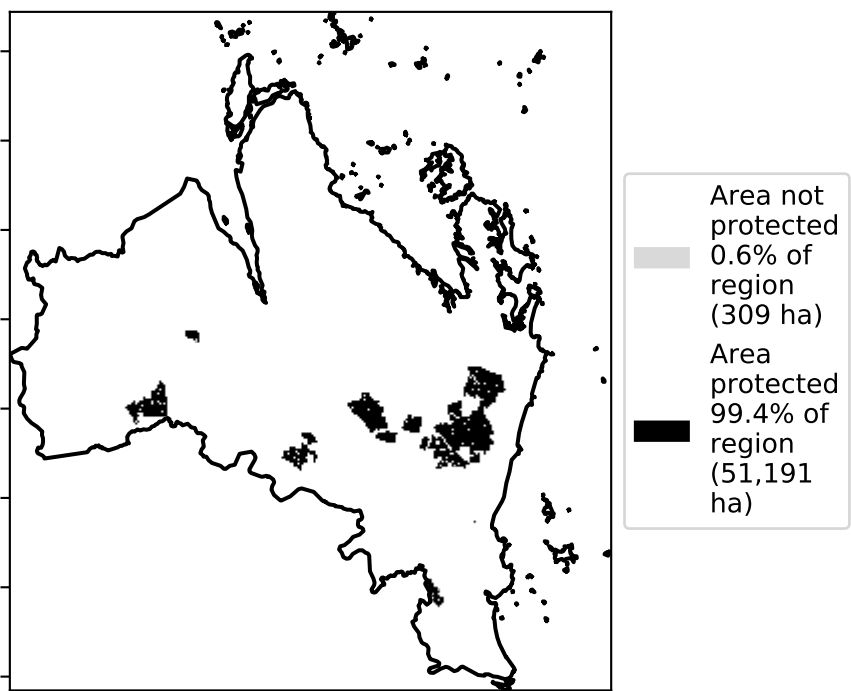 Area not
protected
0.6% of
region
(309 ha)
Area
protected
99.4% of
region
(51,191
ha)